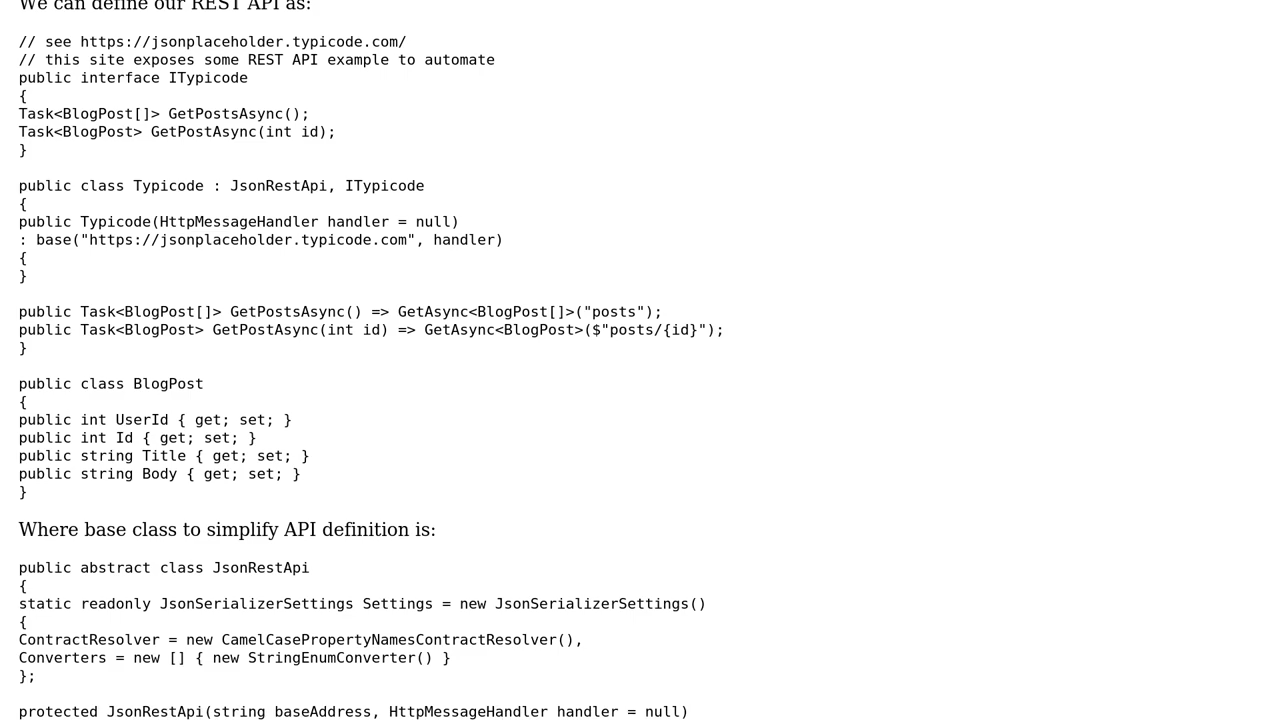 We can define our REST API as:
// see https://jsonplaceholder.typicode.com/
// this site exposes some REST API example to automate
public interface ITypicode
{
Task<BlogPost[]> GetPostsAsync();
Task<BlogPost> GetPostAsync(int id);
}
public class Typicode : JsonRestApi, ITypicode
{
public Typicode(HttpMessageHandler handler = null)
: base("https://jsonplaceholder.typicode.com", handler)
{
}
public Task<BlogPost[]> GetPostsAsync() => GetAsync<BlogPost[]>("posts");
public Task<BlogPost> GetPostAsync(int id) => GetAsync<BlogPost>($"posts/{id}");
}
public class BlogPost
{
public int UserId { get; set; }
public int Id { get; set; }
public string Title { get; set; }
public string Body { get; set; }
}
Where base class to simplify API definition is:
public abstract class JsonRestApi
{
static readonly JsonSerializerSettings Settings = new JsonSerializerSettings()
{
ContractResolver = new CamelCasePropertyNamesContractResolver(),
Converters = new [] { new StringEnumConverter() }
};
protected JsonRestApi(string baseAddress, HttpMessageHandler handler = null)